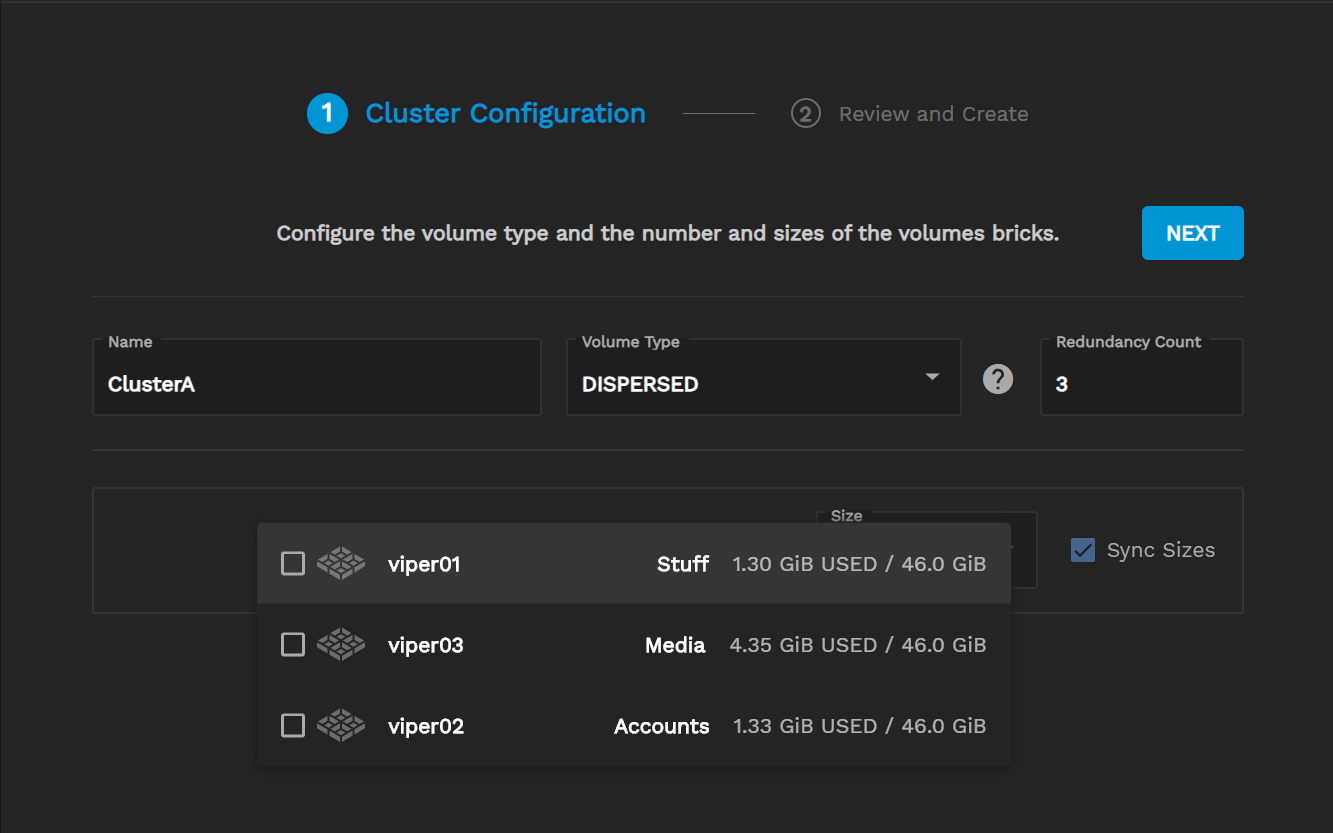 1 Cluster Configuration 2 Review and Create
Configure the volume type and the number and sizes of the volumes bricks. NEXT
Name Volume Type Redundancy Count
ClusterA DISPERSED ? 3
Size
Sync Sizes
viper01 Stuff 1.30 GiB USED / 46.0 GiB
viper03 Media 4.35 GiB USED / 46.0 GiB
viper02 Accounts 1.33 GiB USED / 46.0 GiB